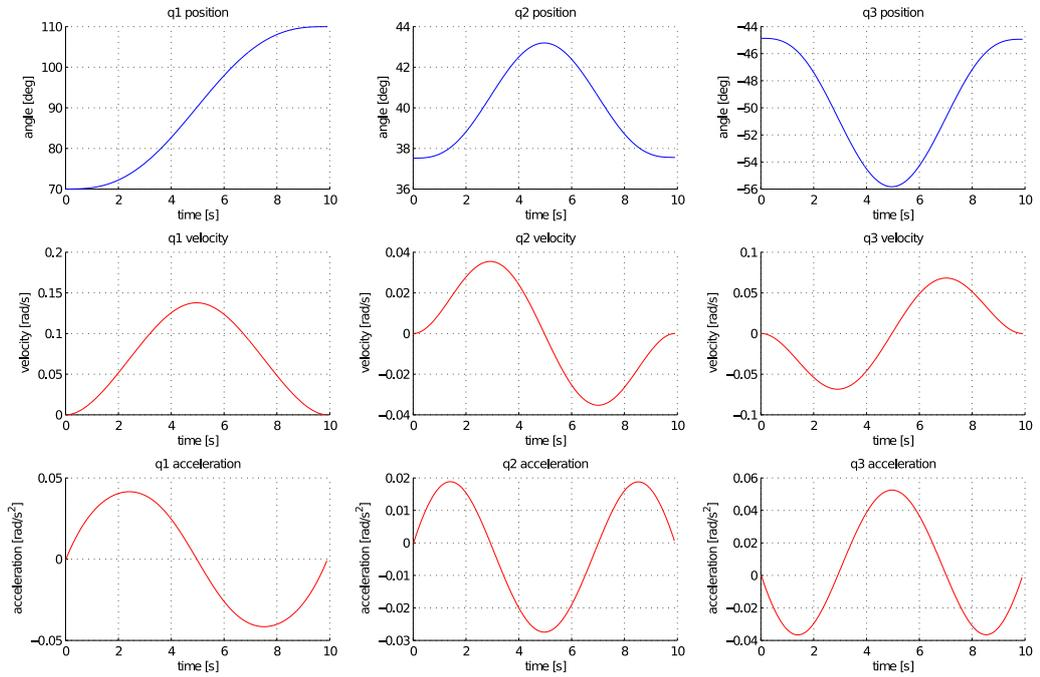 q1 position
110
100
90
80
70
angle [deg]
0 2 4 6 8 10
time [s]
q2 position
44
42
40
38
36
angle [deg]
0 2 4 6 8 10
time [s]
q3 position
−44
−46
−48
−50
−52
−54
−56
angle [deg]
0 2 4 6 8 10
time [s]
q1 velocity
0.2
0.15
0.1
0.05
0
velocity [rad/s]
0 2 4 6 8 10
time [s]
q2 velocity
0.04
0.02
0
−0.02
−0.04
velocity [rad/s]
0 2 4 6 8 10
time [s]
q3 velocity
0.1
0.05
0
−0.05
−0.1
velocity [rad/s]
0 2 4 6 8 10
time [s]
q1 acceleration
0.05
0
−0.05
acceleration [rad/s²]
0 2 4 6 8 10
time [s]
q2 acceleration
0.02
0.01
0
−0.01
−0.02
−0.03
acceleration [rad/s²]
0 2 4 6 8 10
time [s]
q3 acceleration
0.06
0.04
0.02
0
−0.02
−0.04
acceleration [rad/s²]
0 2 4 6 8 10
time [s]